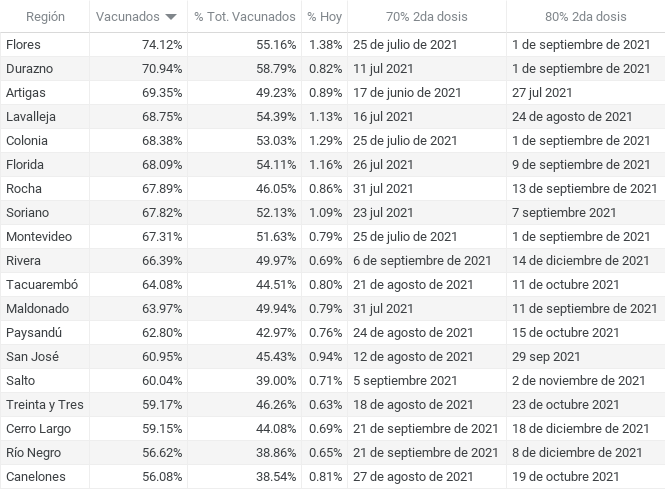 Región Vacunados % Tot. Vacunados % Hoy 70% 2da dosis 80% 2da dosis
Flores 74.12% 55.16% 1.38% 25 de julio de 2021 1 de septiembre de 2021
Durazno 70.94% 58.79% 0.82% 11 jul 2021 1 de septiembre de 2021
Artigas 69.35% 49.23% 0.89% 17 de junio de 2021 27 jul 2021
Lavalleja 68.75% 54.39% 1.13% 16 jul 2021 24 de agosto de 2021
Colonia 68.38% 53.03% 1.29% 25 de julio de 2021 1 de septiembre de 2021
Florida 68.09% 54.11% 1.16% 26 jul 2021 9 de septiembre de 2021
Rocha 67.89% 46.05% 0.86% 31 jul 2021 13 de septiembre de 2021
Soriano 67.82% 52.13% 1.09% 23 jul 2021 7 septiembre 2021
Montevideo 67.31% 51.63% 0.79% 25 de julio de 2021 1 de septiembre de 2021
Rivera 66.39% 49.97% 0.69% 6 de septiembre de 2021 14 de diciembre de 2021
Tacuarembó 64.08% 44.51% 0.80% 21 de agosto de 2021 11 de octubre de 2021
Maldonado 63.97% 49.94% 0.79% 31 jul 2021 11 de septiembre de 2021
Paysandú 62.80% 42.97% 0.76% 24 de agosto de 2021 15 de octubre de 2021
San José 60.95% 45.43% 0.94% 12 de agosto de 2021 29 sep 2021
Salto 60.04% 39.00% 0.71% 5 septiembre 2021 2 de noviembre de 2021
Treinta y Tres 59.17% 46.26% 0.63% 18 de agosto de 2021 23 de octubre de 2021
Cerro Largo 59.15% 44.08% 0.69% 21 de septiembre de 2021 18 de diciembre de 2021
Río Negro 56.62% 38.86% 0.65% 21 de septiembre de 2021 8 de diciembre de 2021
Canelones 56.08% 38.54% 0.81% 27 de agosto de 2021 19 de octubre de 2021